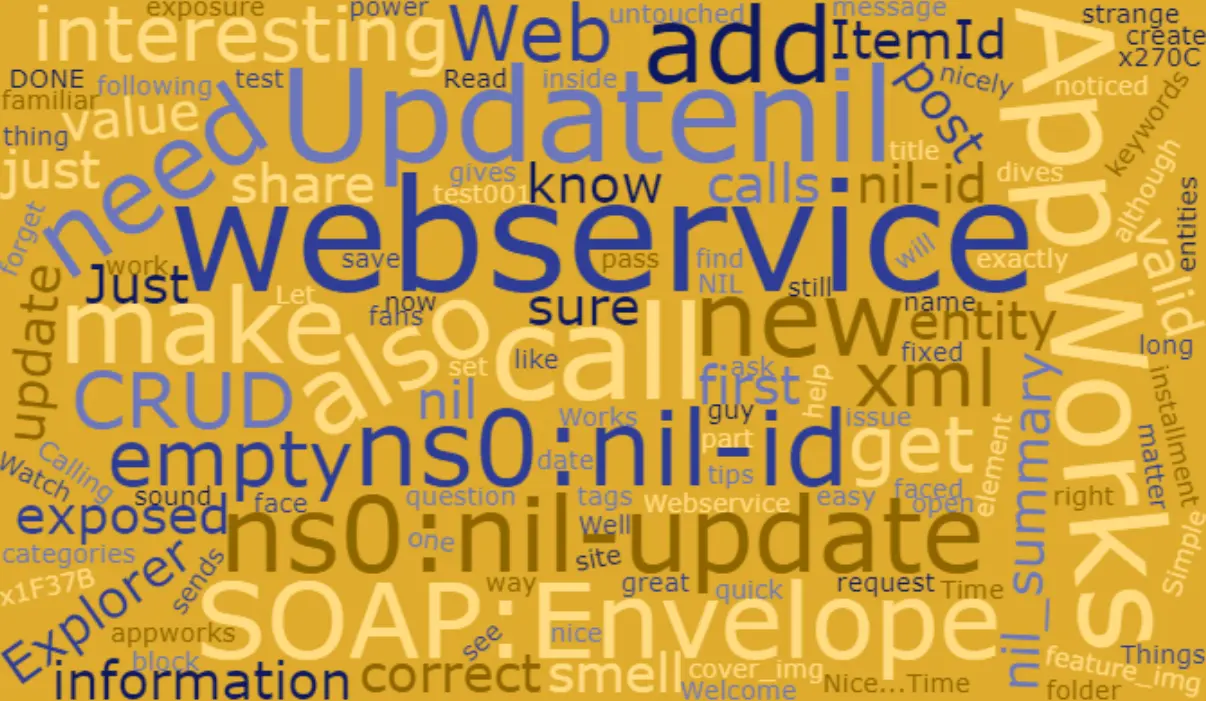 exposure
power
untouched
message
strange
interesting
Web
add
ItemId
create
x270C
DONE
following
test
Read
inside
post
nicely
AppWorks
noticed
keywords
familiar
value
need
Updatenil
title
thing
just
share
gives
test001
know
calls
nil-id
dives
although
entities
forget
webservice
work
save
pass
find
will
exactly
valid
update
Just
Let
now
fans
NIL
still
sure
name
make
also
call
new
entity
long
set
like
ask
fixed
CRUD
nil
first
help
xml
nil_summary
installment
Works
guy
issue
empty
ns0:nil-id
part
get
element
matter
Watch
Calling
date
tips
sound
face
question
tags
Webservice
easy
faced
open
right
exposed
ns0:nil-update
Well
one
site
categories
Explorer
sends
x1F37B
way
great
quick
request
Time
Simple
SOAP:Envelope
appworks
see
nice
block
information
correct
smell
cover_img
Welcome
Nice...Time
feature_img
Things
folder